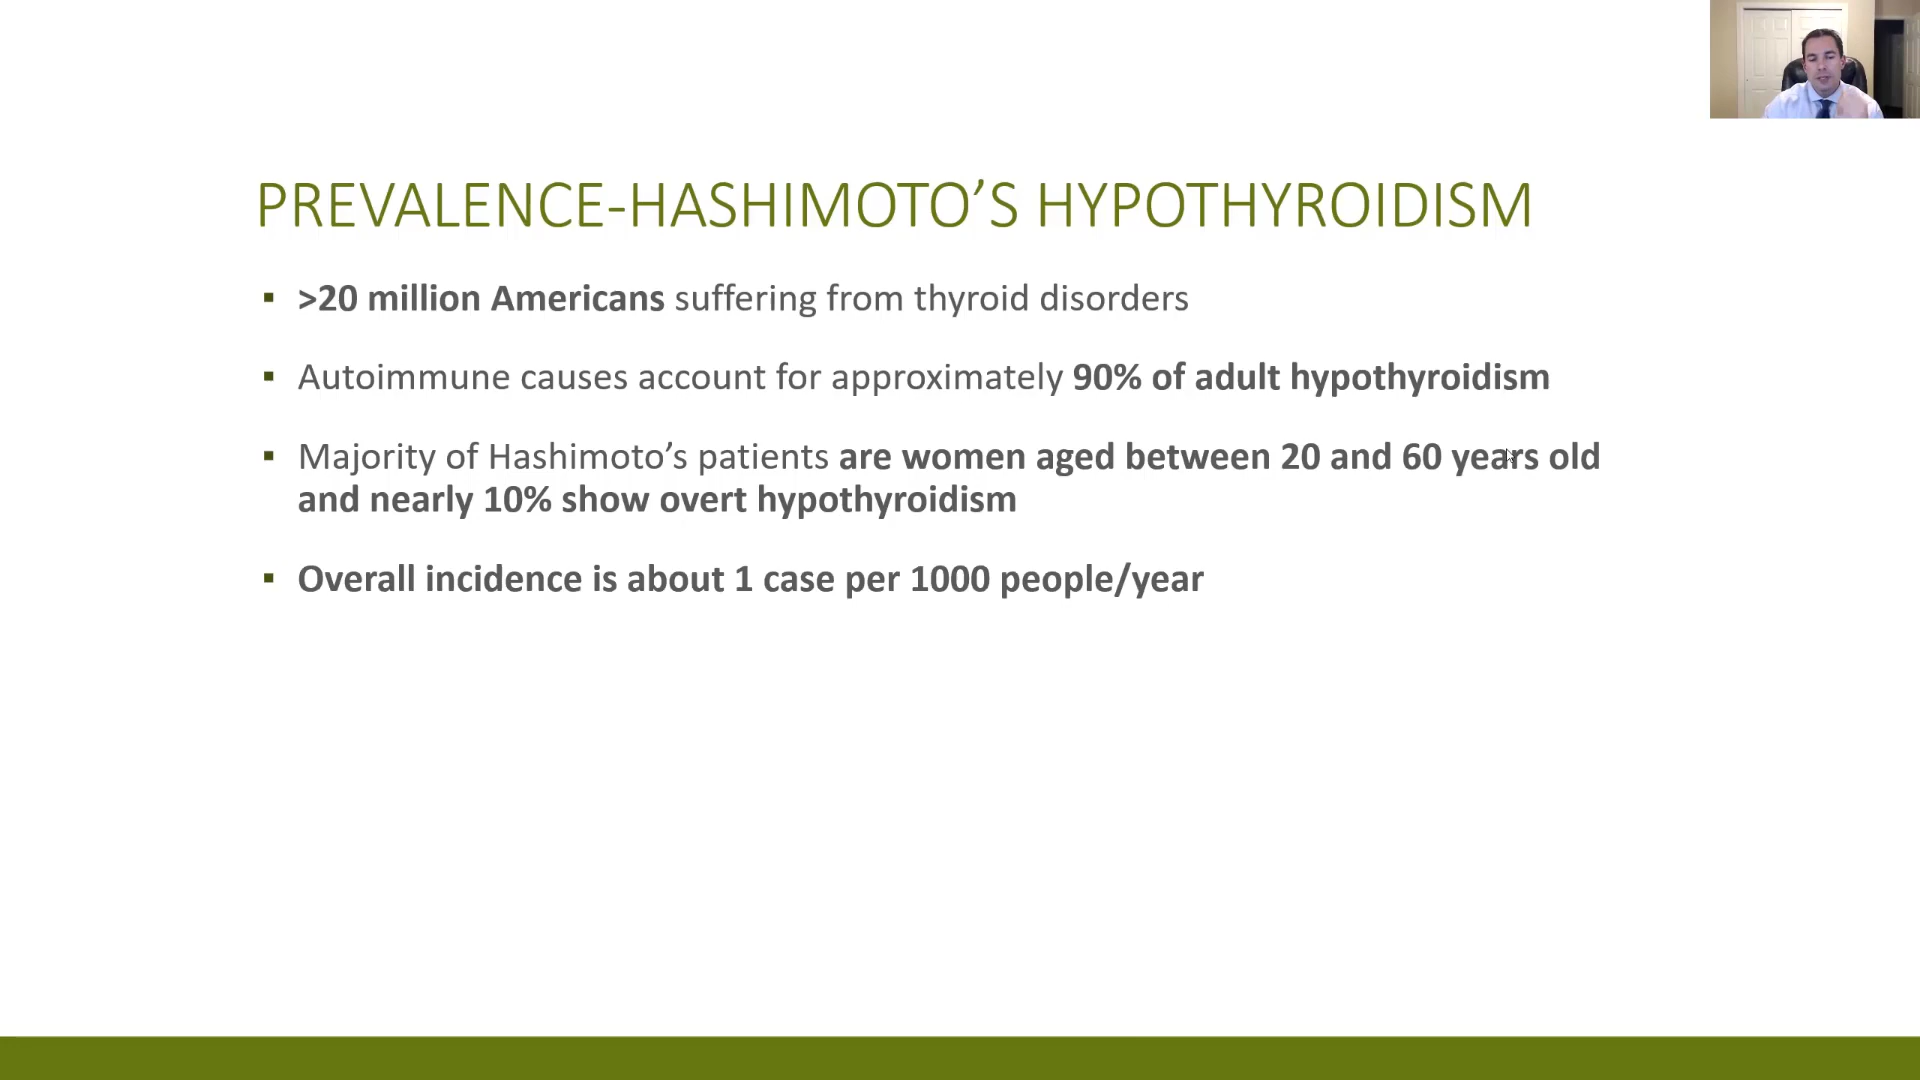 PREVALENCE-HASHIMOTO’S HYPOTHYROIDISM
▪ >20 million Americans suffering from thyroid disorders
▪ Autoimmune causes account for approximately 90% of adult hypothyroidism
▪ Majority of Hashimoto’s patients are women aged between 20 and 60 years old
and nearly 10% show overt hypothyroidism
▪ Overall incidence is about 1 case per 1000 people/year